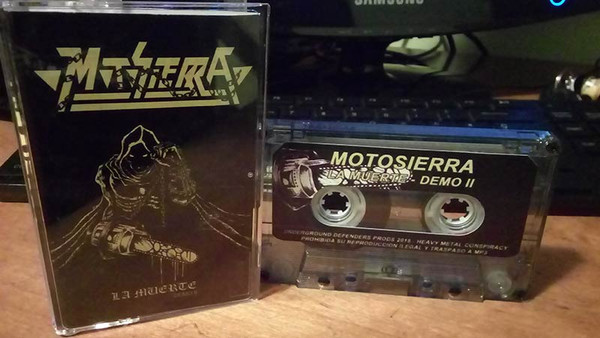 SAMSUNG
MOTOSIERRA
LA MUERTE
MOTOSIERRA
LA MUERTE DEMO II
UNDERGROUND DEFENDERS PRODS 2015 - HEAVY METAL CONSPIRACY
PROHIBIDA SU REPRODUCCION ILEGAL Y TRASPASO A MP3